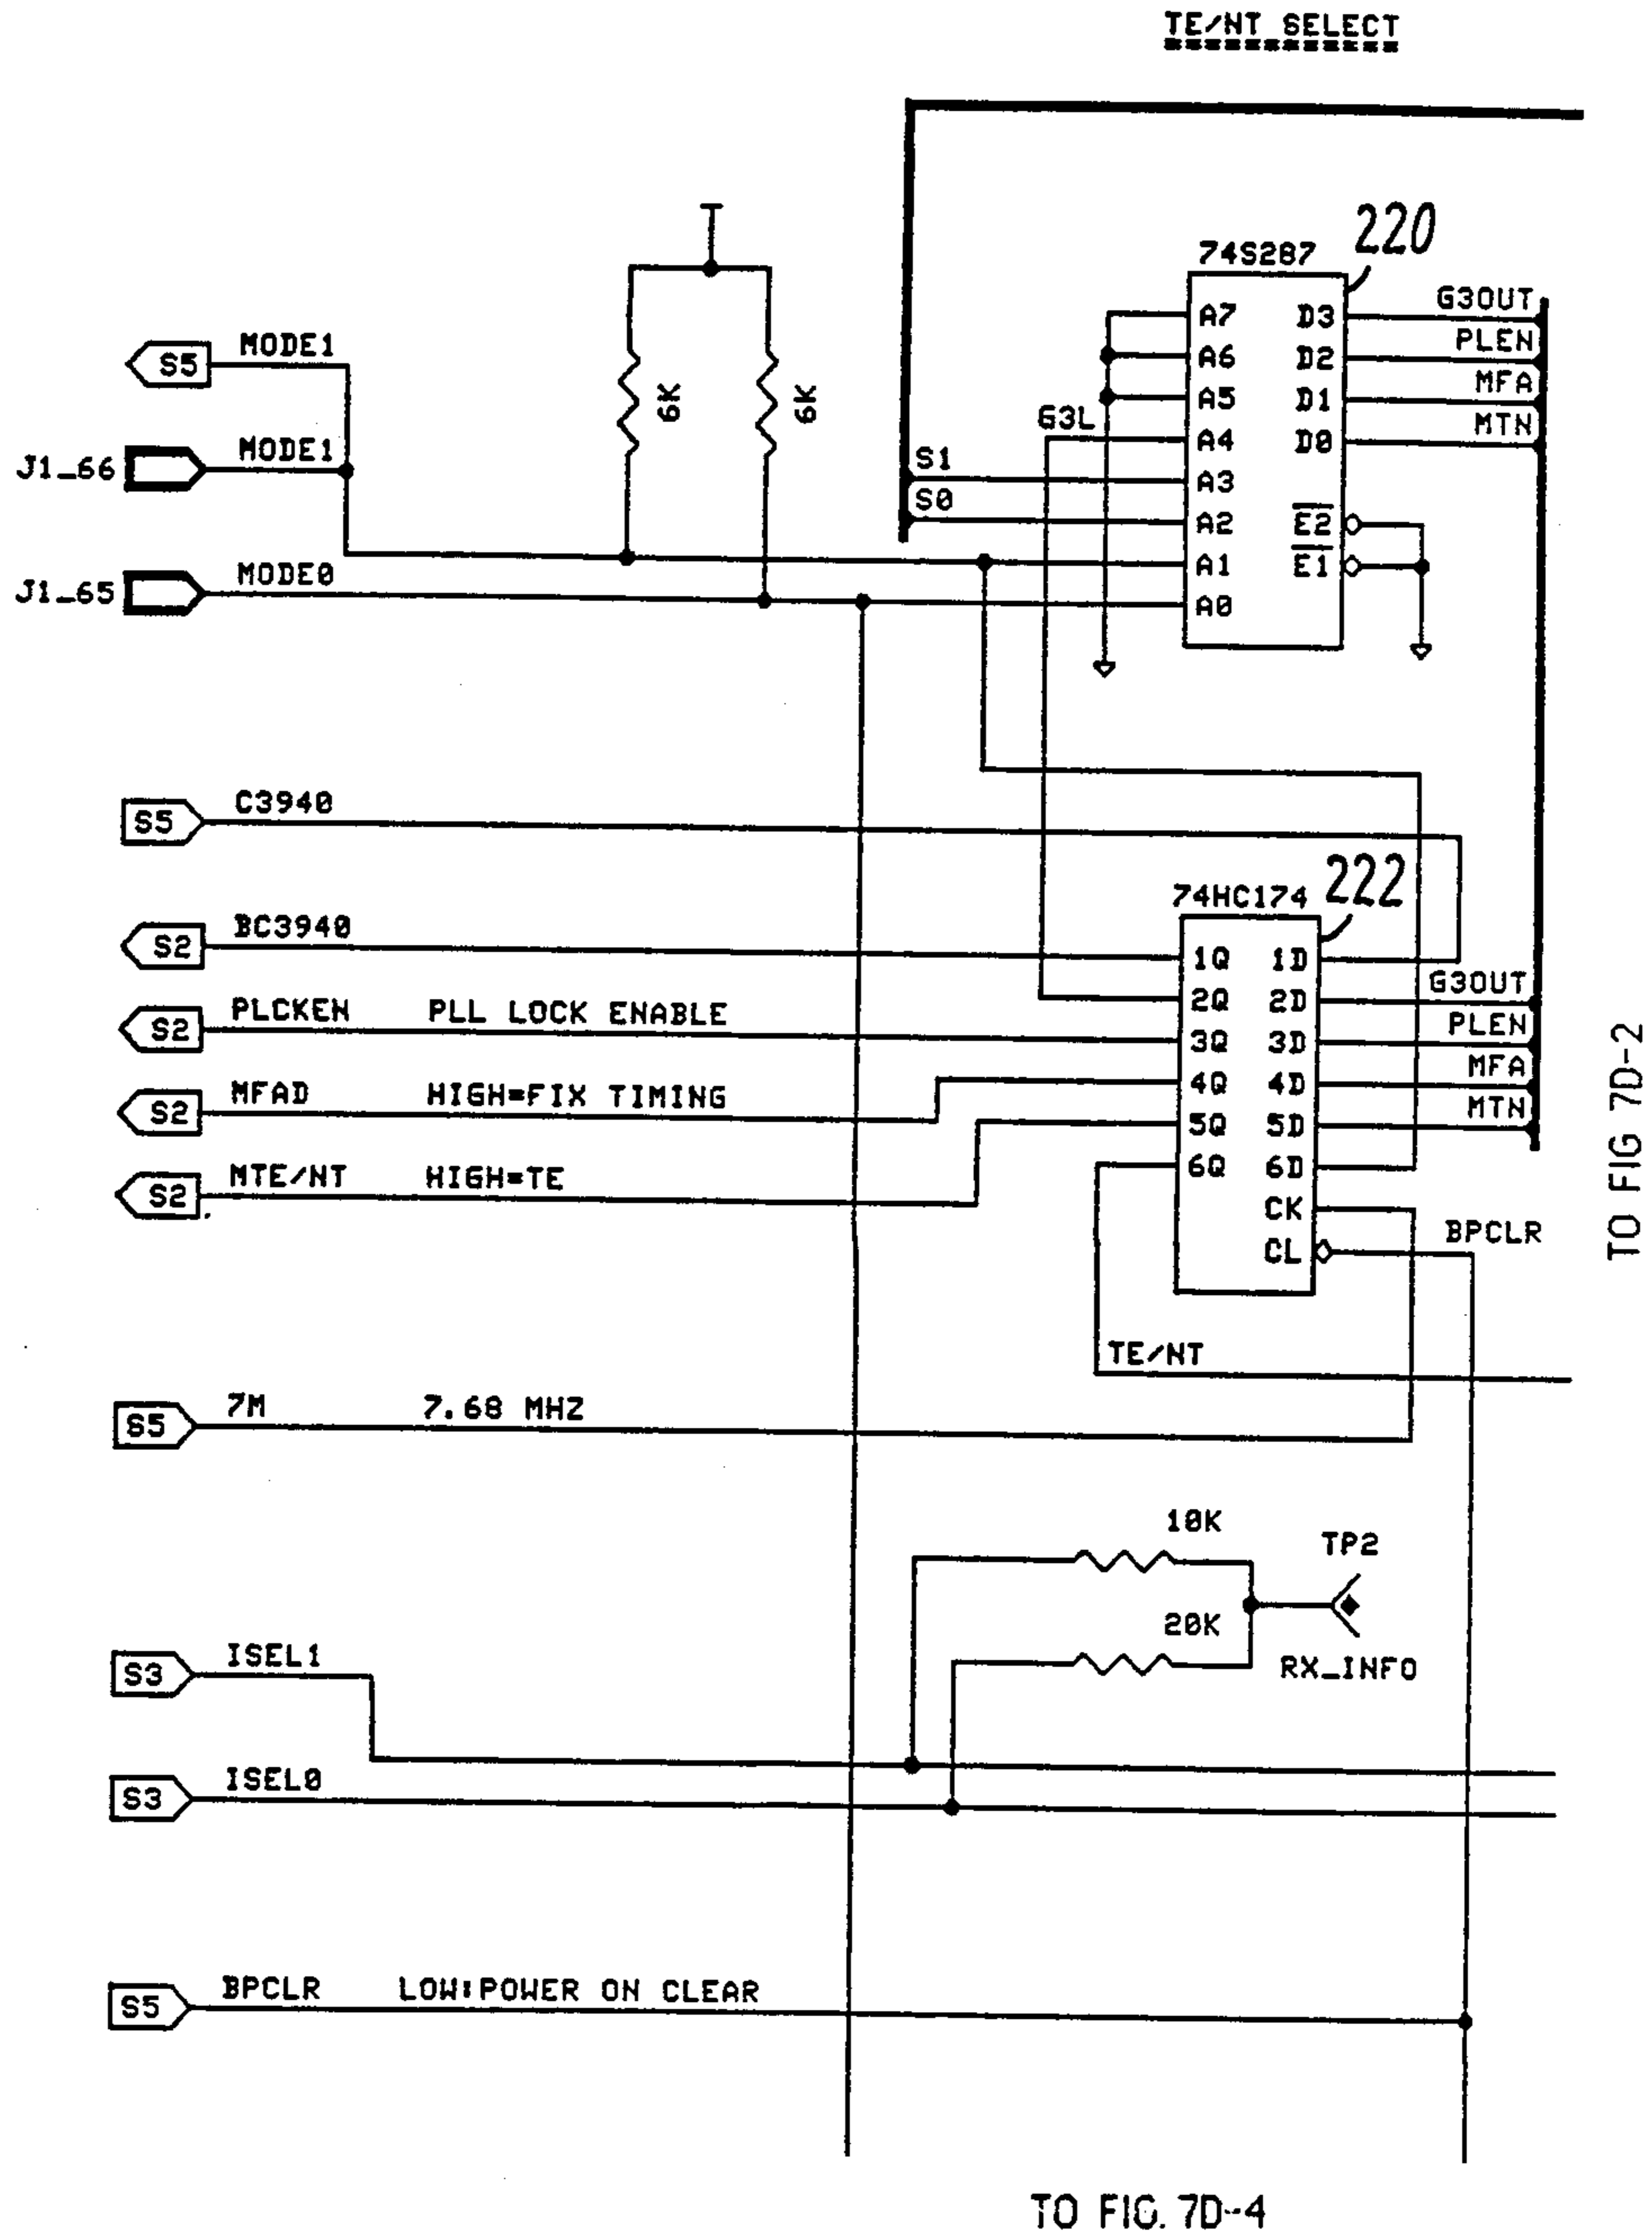 TE/NT SELECT
220
74S287
A7 D3 G3OUT
A6 D2 PLEN
A5 D1 MFA
G3L A4 D0 MTN
S1 A3
S0 A2 E2
A1 E1
A0
S5 MODE1
J1_66 MODE1
J1_65 MODE0
6K 6K
S5 C3940
222
74HC174
S2 BC3940 1Q 1D
2Q 2D G3OUT
S2 PLCKEN PLL LOCK ENABLE 3Q 3D PLEN
S2 MFAD HIGH=FIX TIMING 4Q 4D MFA
5Q 5D MTN
S2 MTE/NT HIGH=TE 6Q 6D
CK
CL BPCLR
TE/NT
S5 7M 7.68 MHZ
10K
TP2
20K
RX_INFO
S3 ISEL1
S3 ISEL0
S5 BPCLR LOW:POWER ON CLEAR
TO FIG 7D-2
TO FIG. 7D-4